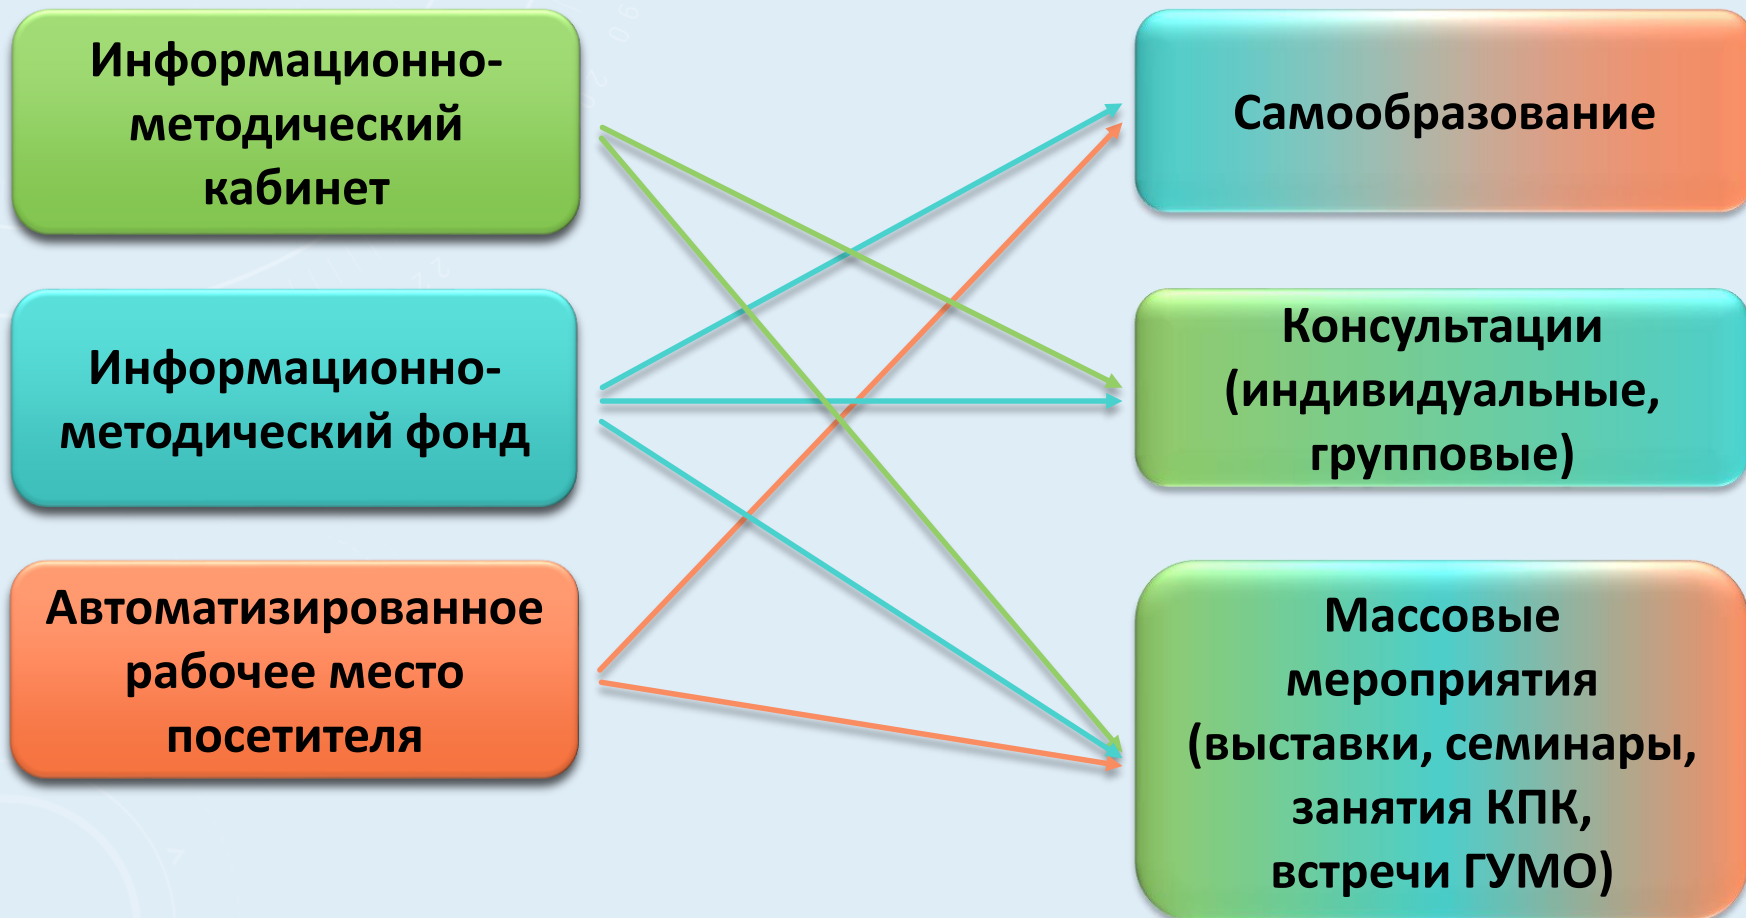 Информационно-
методический
кабинет
Информационно-
методический фонд
Автоматизированное
рабочее место
посетителя
Самообразование
Консультации
(индивидуальные,
групповые)
Массовые
мероприятия
(выставки, семинары,
занятия КПК,
встречи ГУМО)